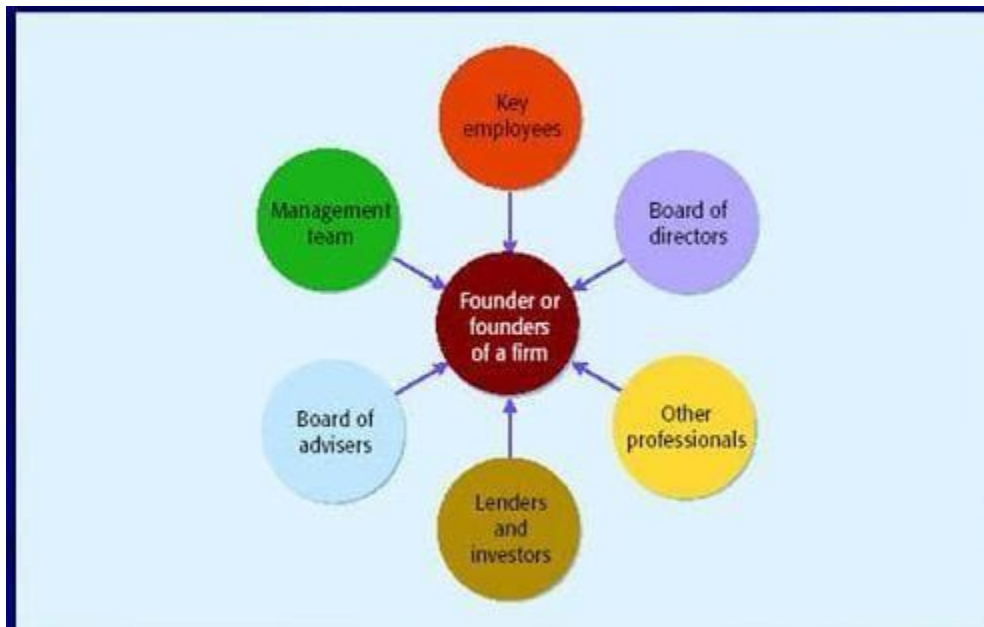 Key
employees
Management
team
Board of
directors
Founder or
founders
of a firm
Board of
advisers
Other
professionals
Lenders
and
investors